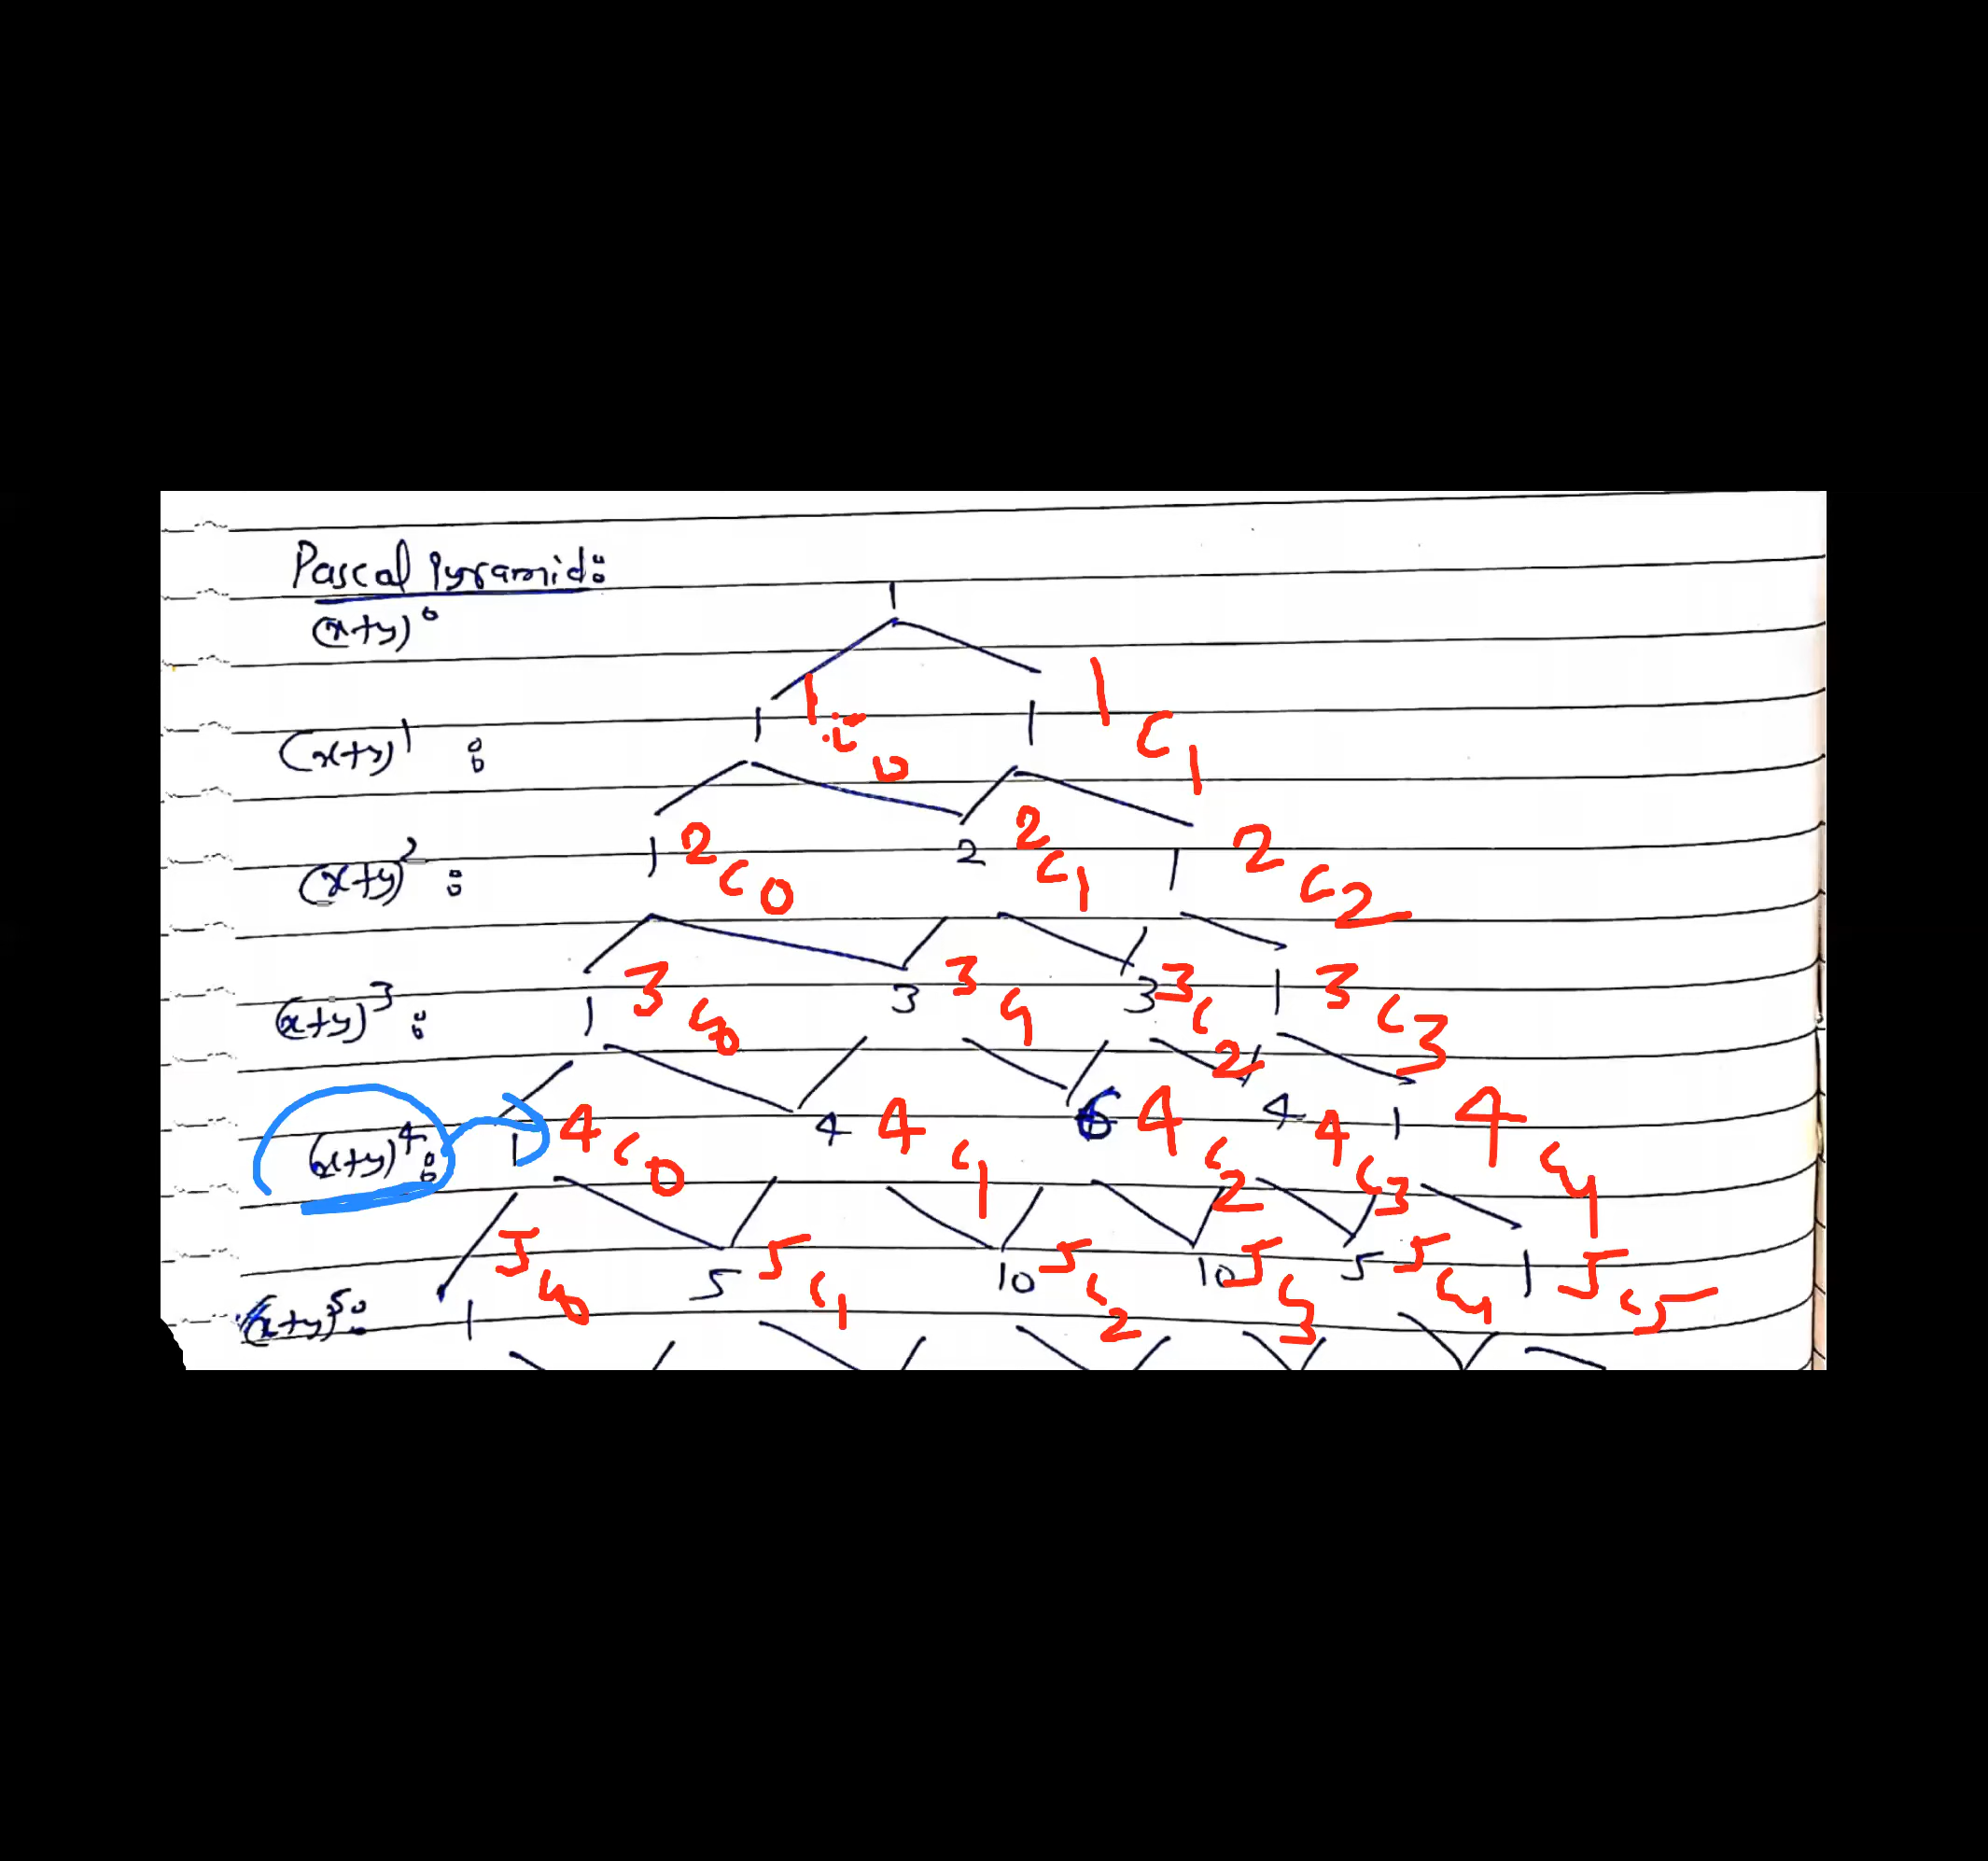 Pascal Pyramid:
1
(x+y)⁰
(x+y)¹ : 1 1C0 1 1C1
(x+y)² : 1 2C0 2 2C1 1 2C2
(x+y)³ : 1 3C0 3 3C1 3 3C2 1 3C3
(x+y)⁴ : 1 4C0 4 4C1 6 4C2 4 4C3 1 4C4
(x+y)⁵ : 1 5C0 5 5C1 10 5C2 10 5C3 5 5C4 1 5C5